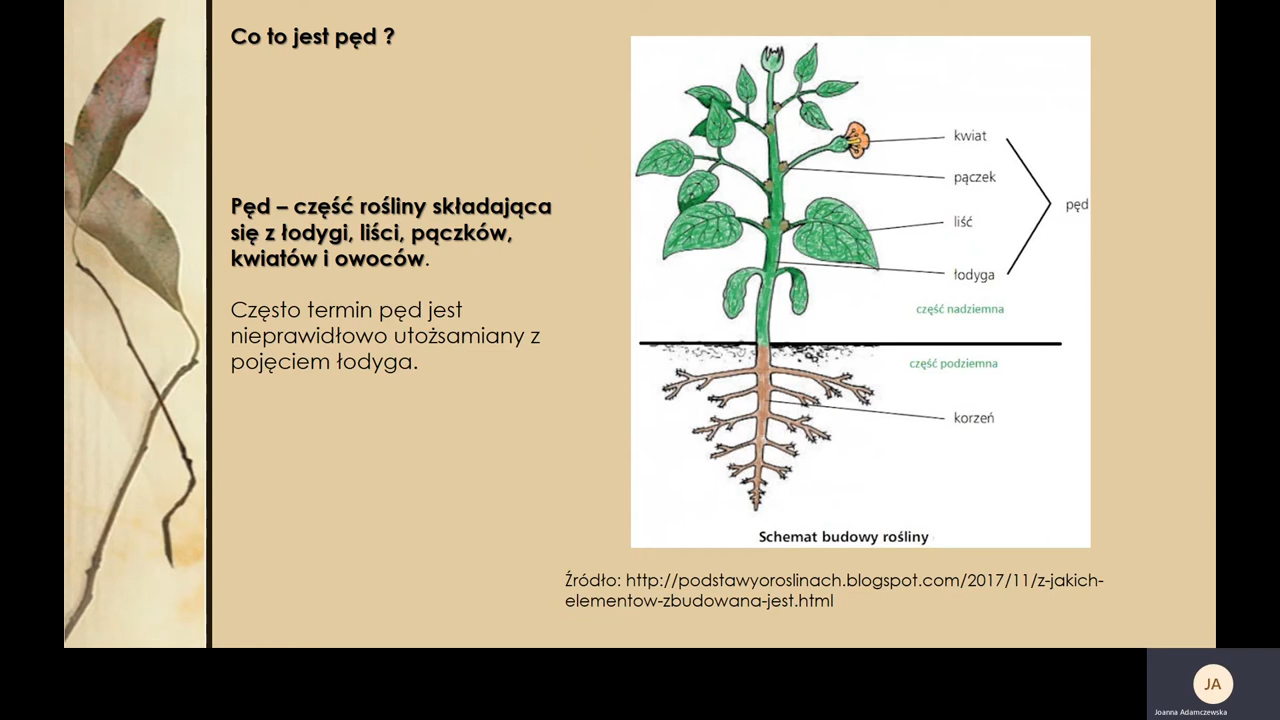 Co to jest pęd ?
Pęd – część rośliny składająca
się z łodygi, liści, pączków,
kwiatów i owoców.
Często termin pęd jest
nieprawidłowo utożsamiany z
pojęciem łodyga.
kwiat
pączek
pęd
liść
łodyga
część nadziemna
część podziemna
korzeń
Schemat budowy rośliny
Źródło: http://podstawyoroslinach.blogspot.com/2017/11/z-jakich-
elementow-zbudowana-jest.html
JA
Joanna Adamczewska